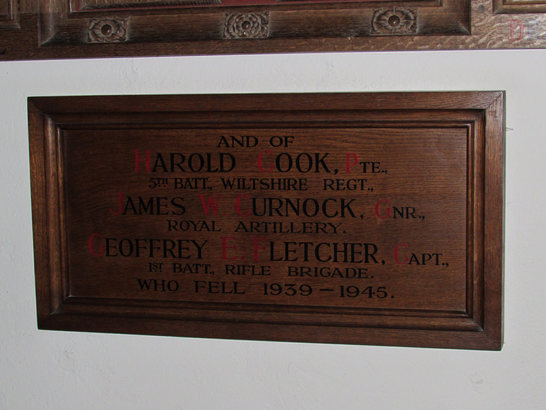 AND OF
HAROLD COOK, PTE.,
5TH BATT., WILTSHIRE REGT.,
JAMES W GURNOCK, GNR.,
ROYAL ARTILLERY.
GEOFFREY E FLETCHER, CAPT.,
1ST BATT., RIFLE BRIGADE.
WHO FELL 1939-1945.